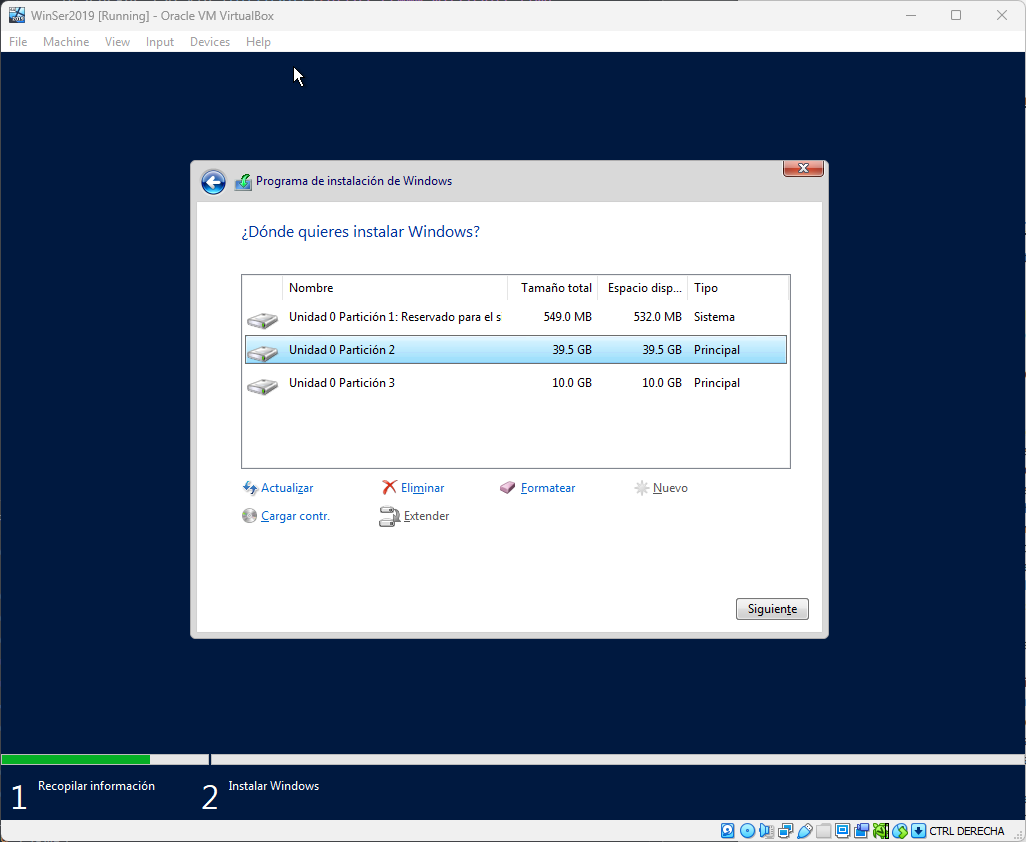 WinSer2019 [Running] - Oracle VM VirtualBox
File Machine View Input Devices Help
Programa de instalación de Windows
¿Dónde quieres instalar Windows?
Nombre Tamaño total Espacio disp... Tipo
Unidad 0 Partición 1: Reservado para el s 549.0 MB 532.0 MB Sistema
Unidad 0 Partición 2 39.5 GB 39.5 GB Principal
Unidad 0 Partición 3 10.0 GB 10.0 GB Principal
Actualizar Eliminar Formatear Nuevo
Cargar contr. Extender
Siguiente
1 Recopilar información 2 Instalar Windows
CTRL DERECHA